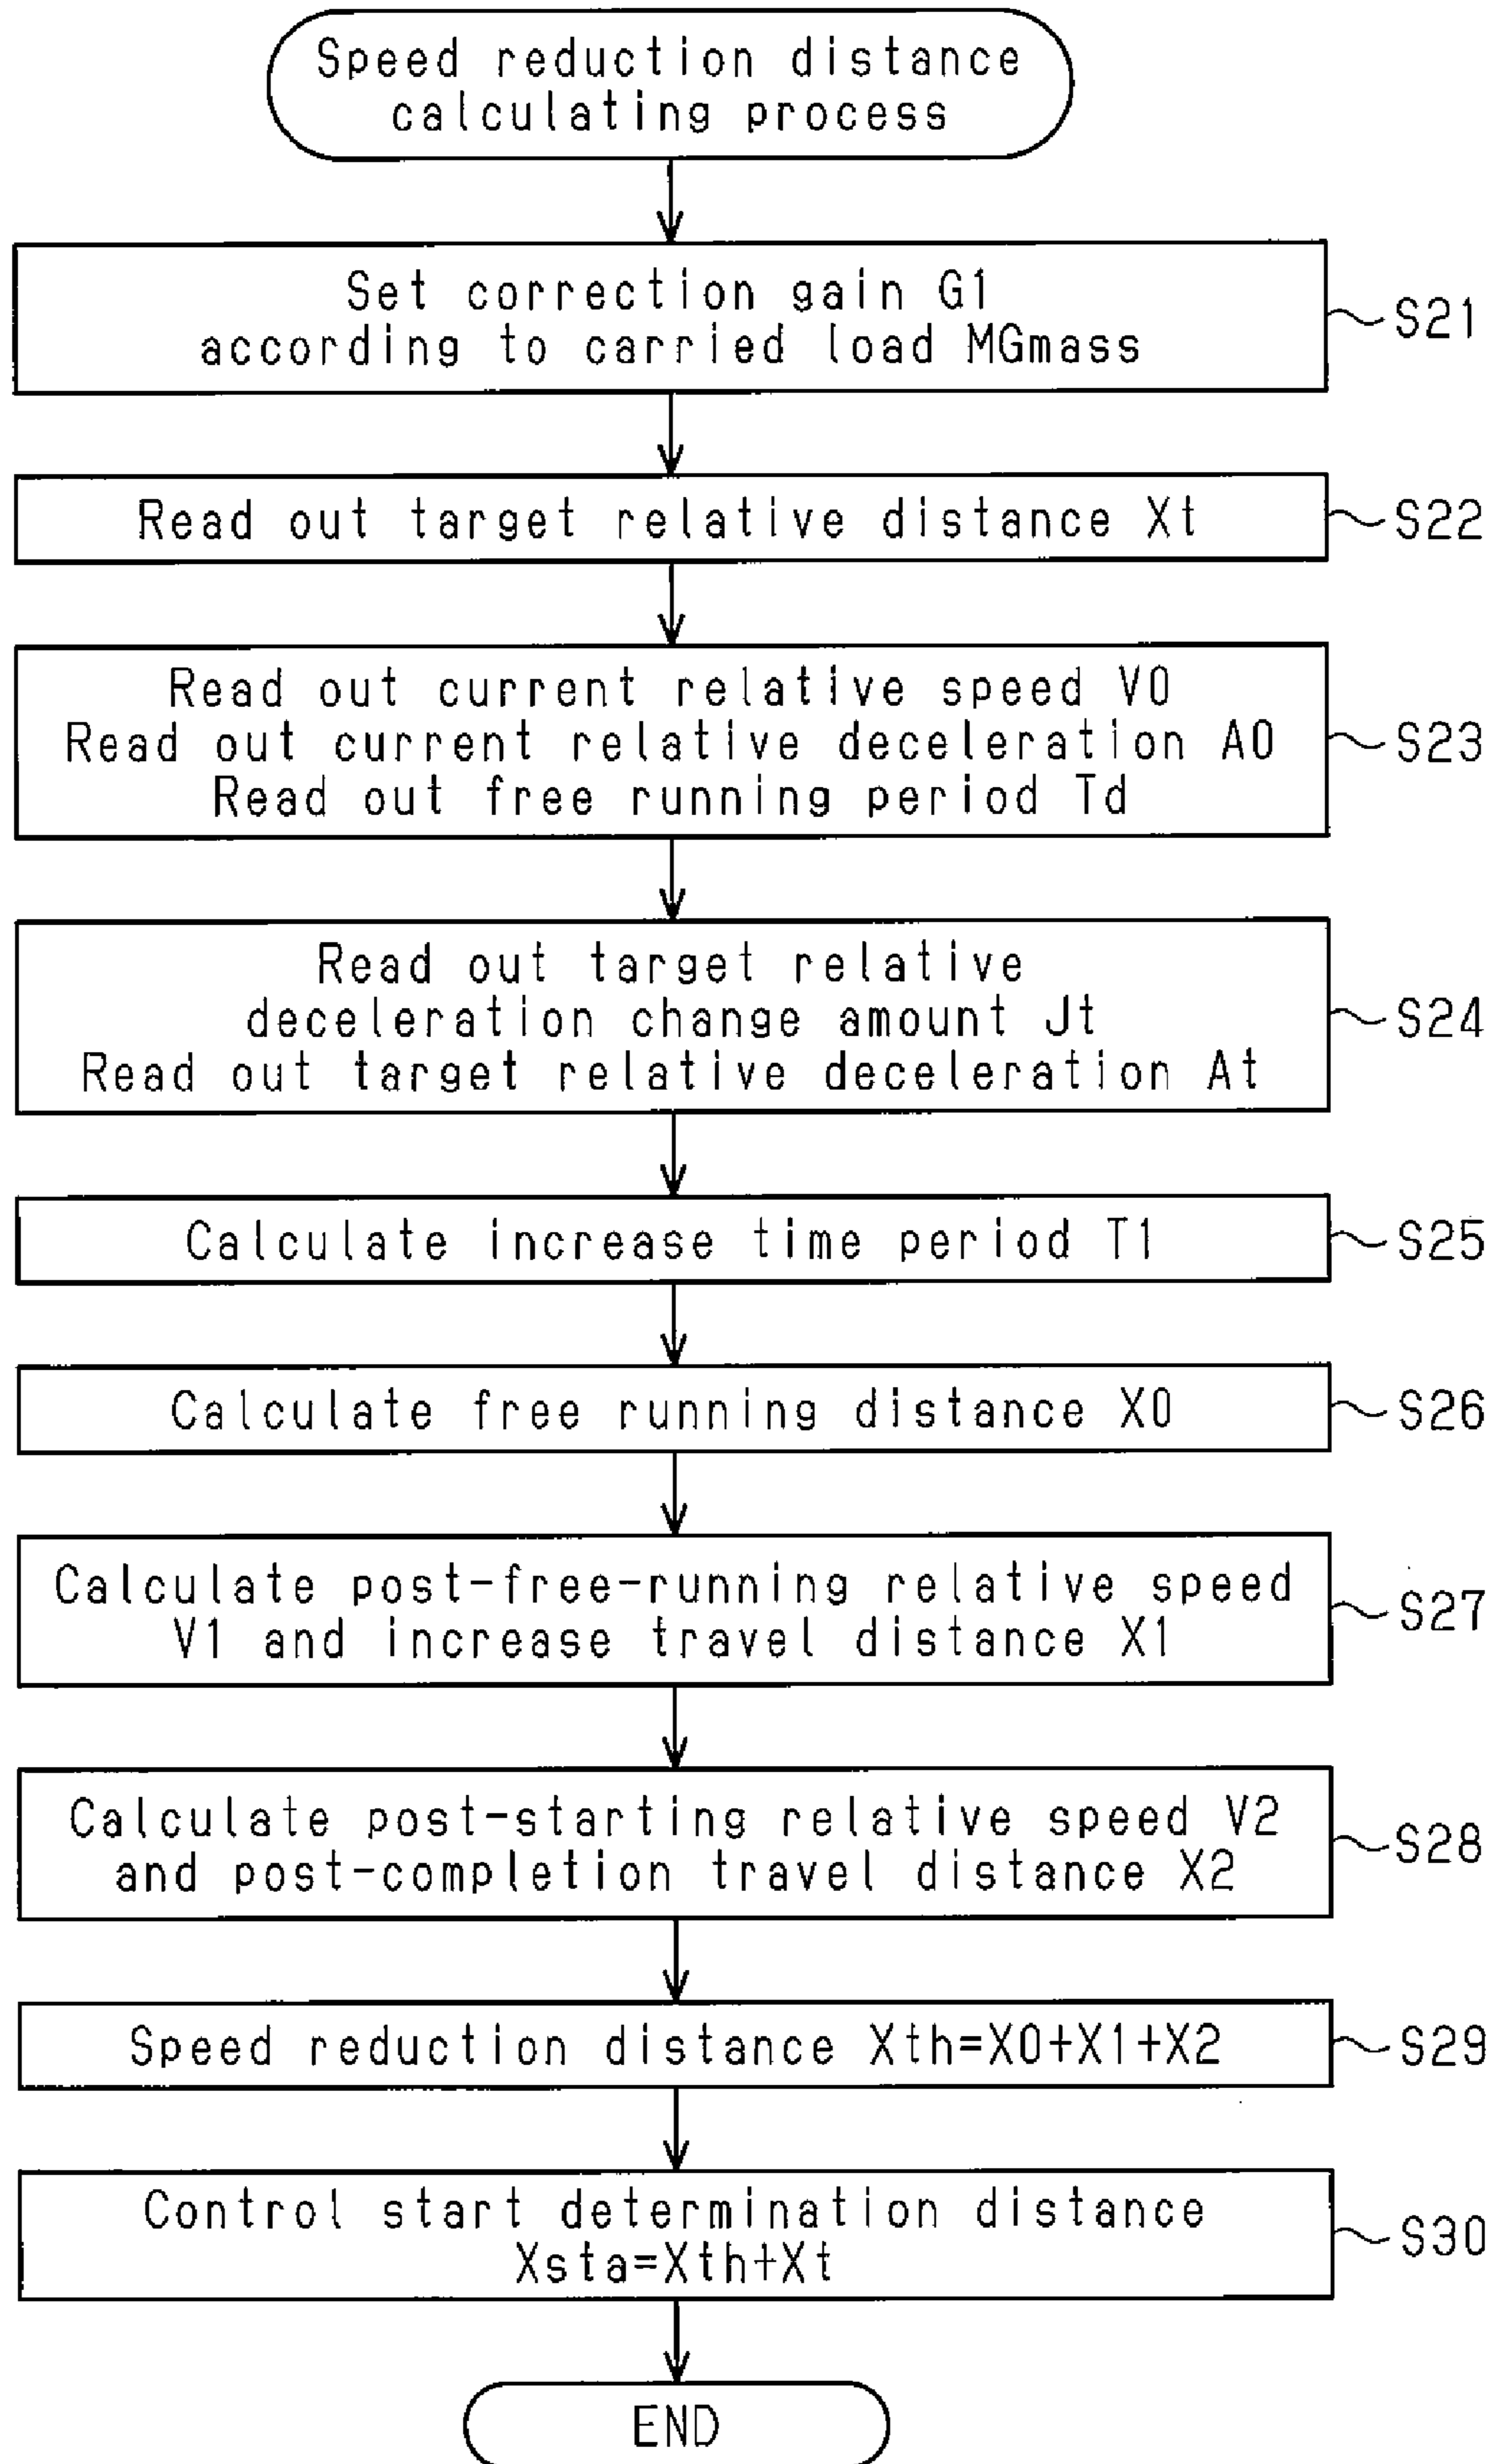 Speed reduction distance
calculating process
Set correction gain G1
according to carried load MGmass
S21
Read out target relative distance Xt
S22
Read out current relative speed V0
Read out current relative deceleration A0
Read out free running period Td
S23
Read out target relative
deceleration change amount Jt
Read out target relative deceleration At
S24
Calculate increase time period T1
S25
Calculate free running distance X0
S26
Calculate post-free-running relative speed
V1 and increase travel distance X1
S27
Calculate post-starting relative speed V2
and post-completion travel distance X2
S28
Speed reduction distance Xth=X0+X1+X2
S29
Control start determination distance
Xsta=Xth+Xt
S30
END